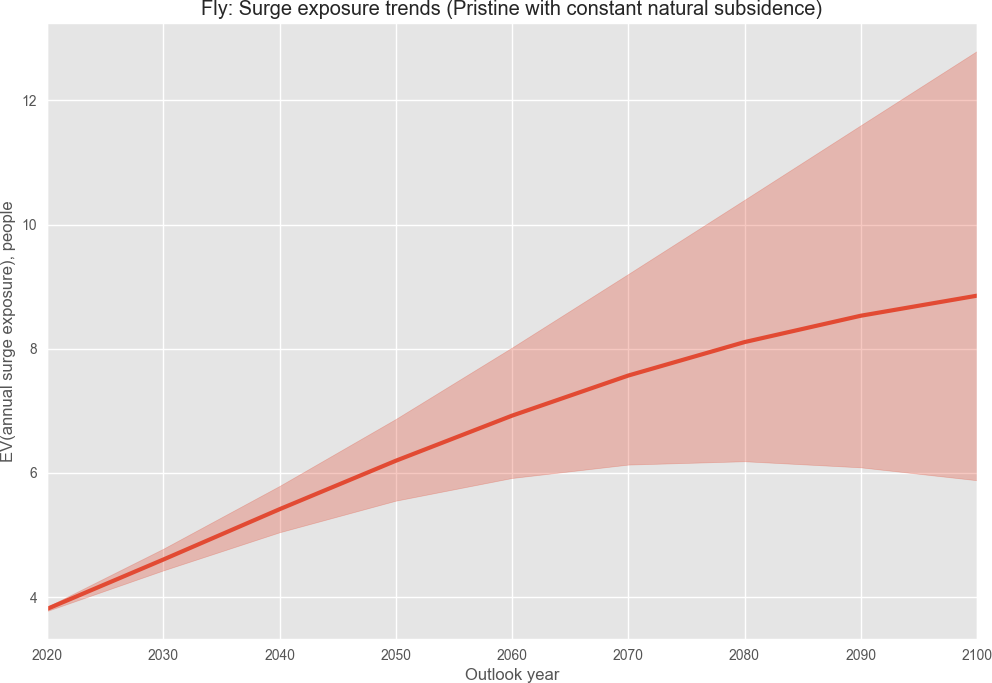 Fly: Surge exposure trends (Pristine with constant natural subsidence)
EV(annual surge exposure), people
12
10
8
6
4
2020 2030 2040 2050 2060 2070 2080 2090 2100
Outlook year